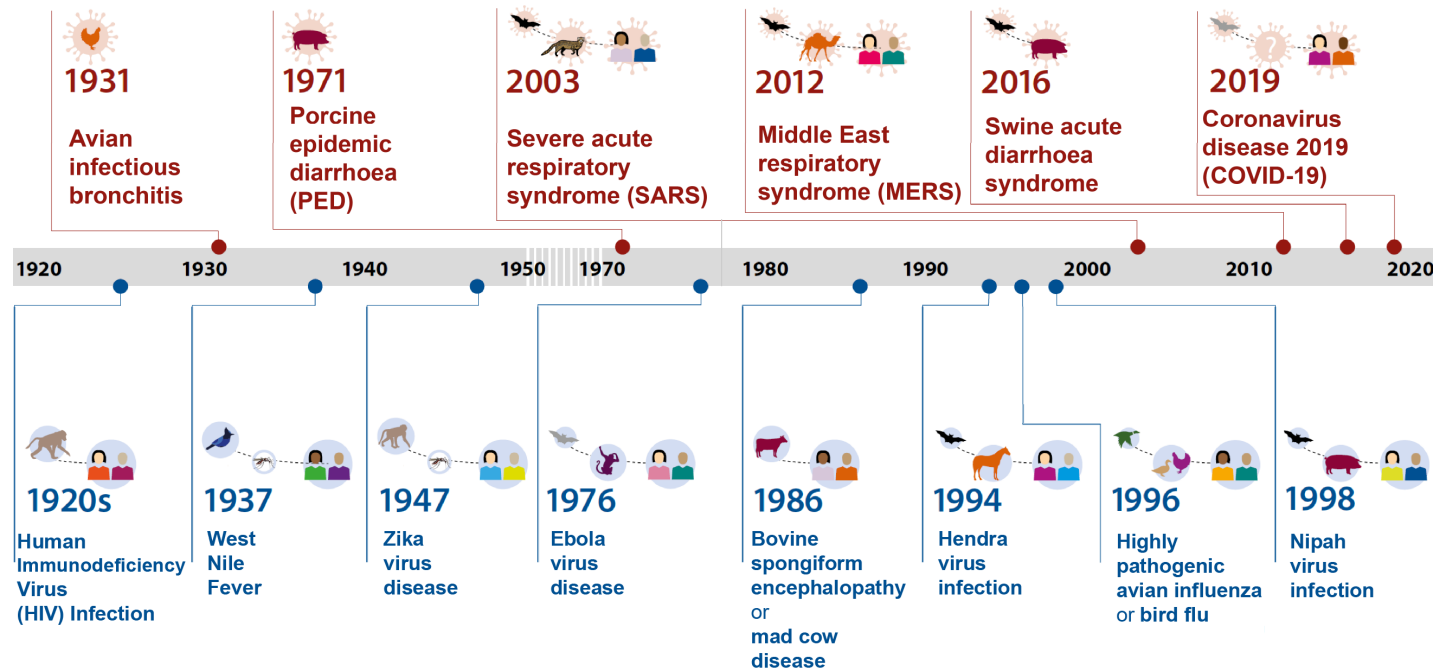 1931
Avian
infectious
bronchitis
1971
Porcine
epidemic
diarrhoea
(PED)
2003
Severe acute
respiratory
syndrome (SARS)
2012
Middle East
respiratory
syndrome (MERS)
2016
Swine acute
diarrhoea
syndrome
?
2019
Coronavirus
disease 2019
(COVID-19)
1920 1930 1940 1950 1970 1980 1990 2000 2010 2020
1920s
Human
Immunodeficiency
Virus
(HIV) Infection
1937
West
Nile
Fever
1947
Zika
virus
disease
1976
Ebola
virus
disease
1986
Bovine
spongiform
encephalopathy
or
mad cow
disease
1994
Hendra
virus
infection
1996
Highly
pathogenic
avian influenza
or bird flu
1998
Nipah
virus
infection